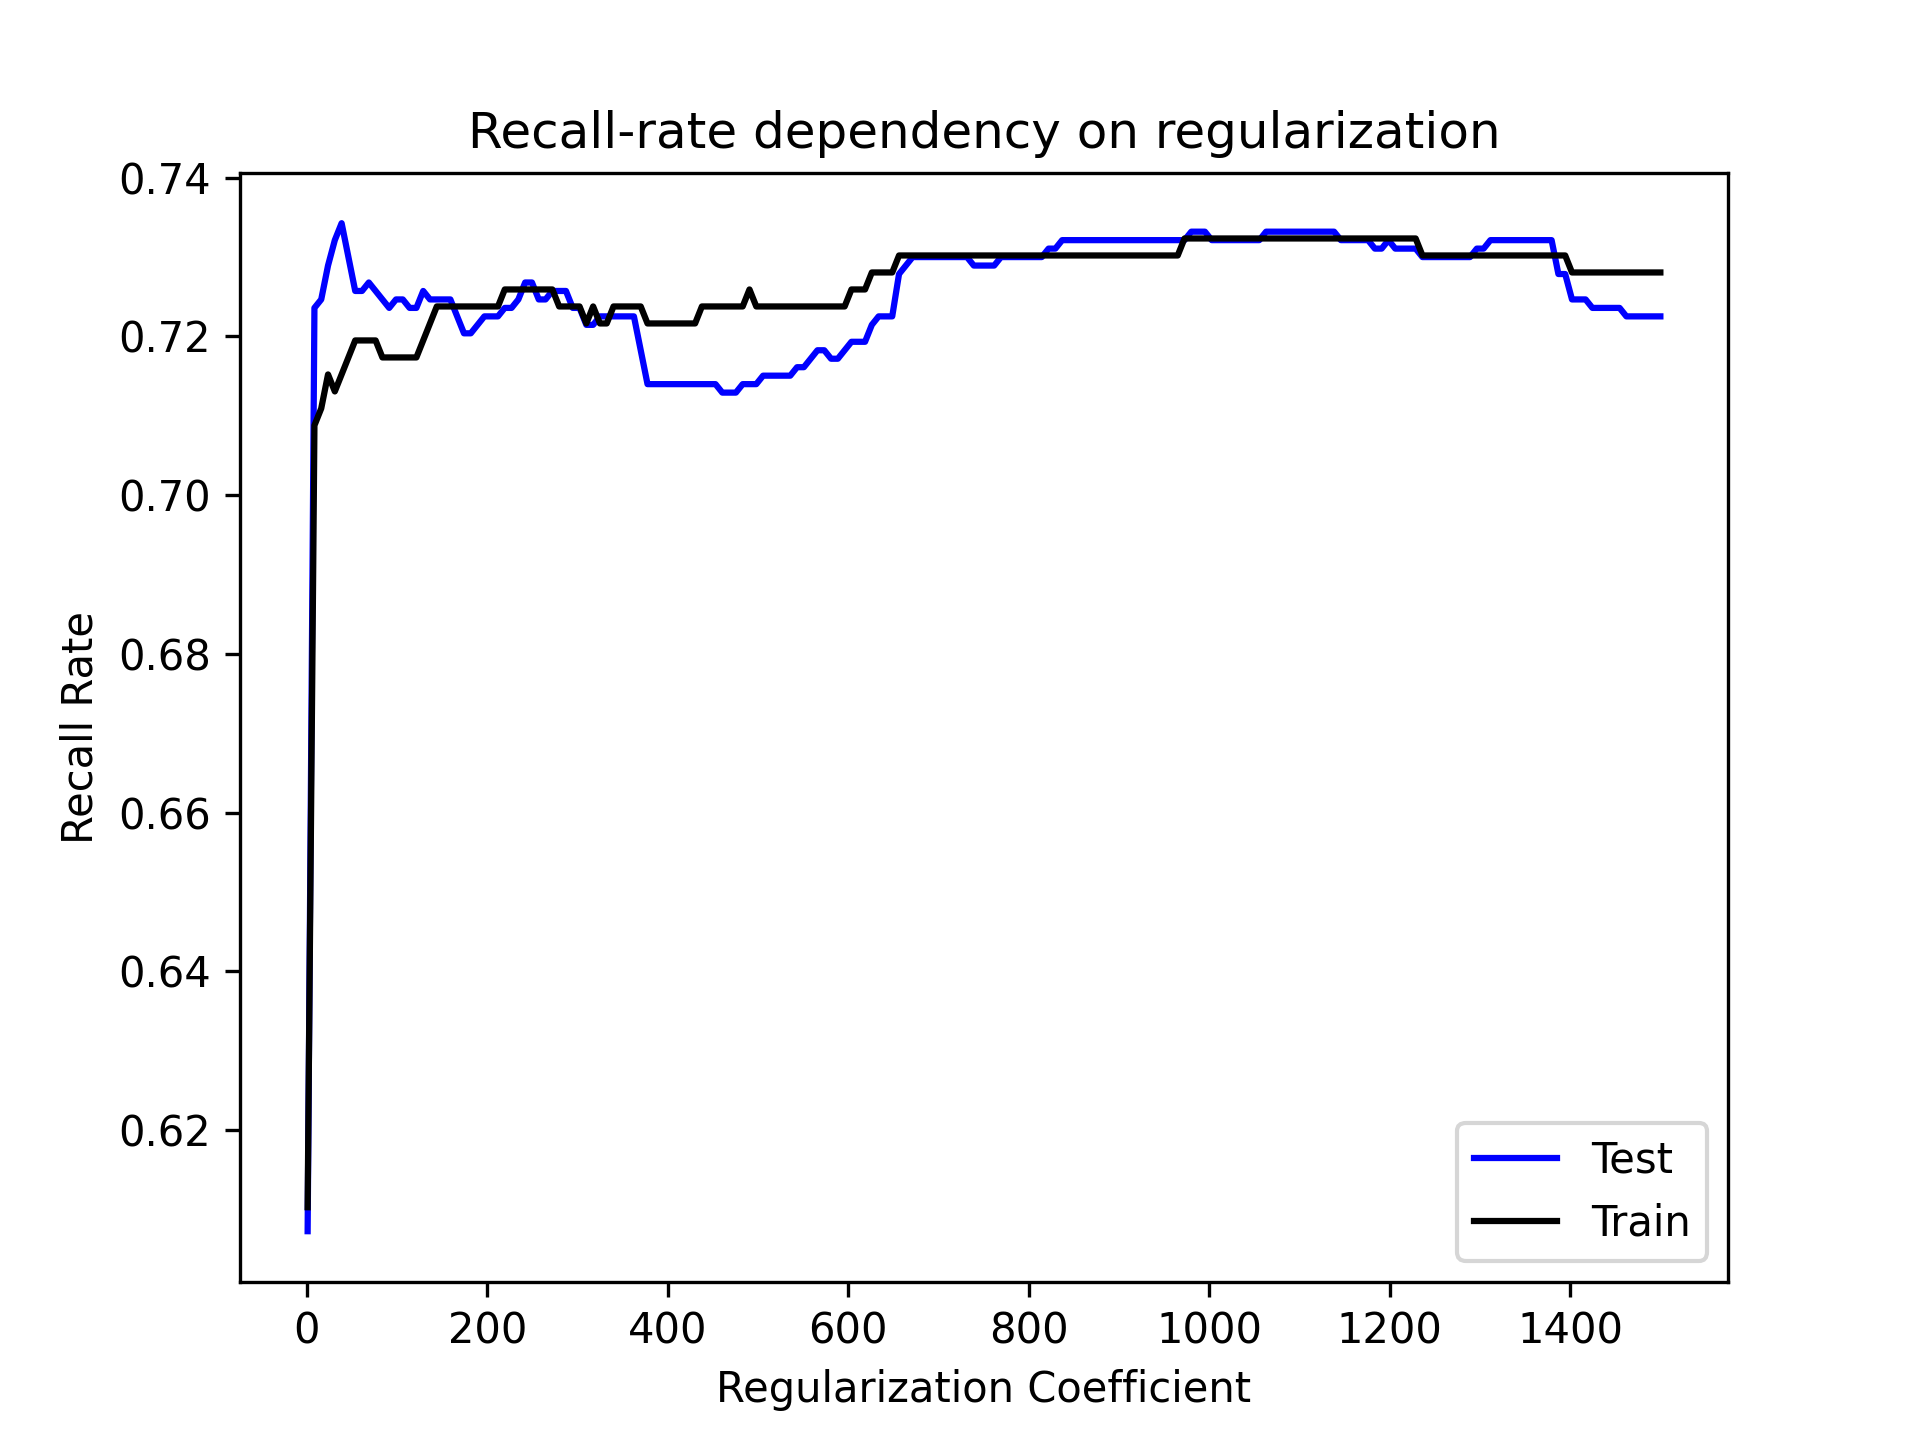 Recall-rate dependency on regularization
0.74
0.72
0.70
0.68
0.66
0.64
0.62
Recall Rate
0 200 400 600 800 1000 1200 1400
Regularization Coefficient
Test
Train